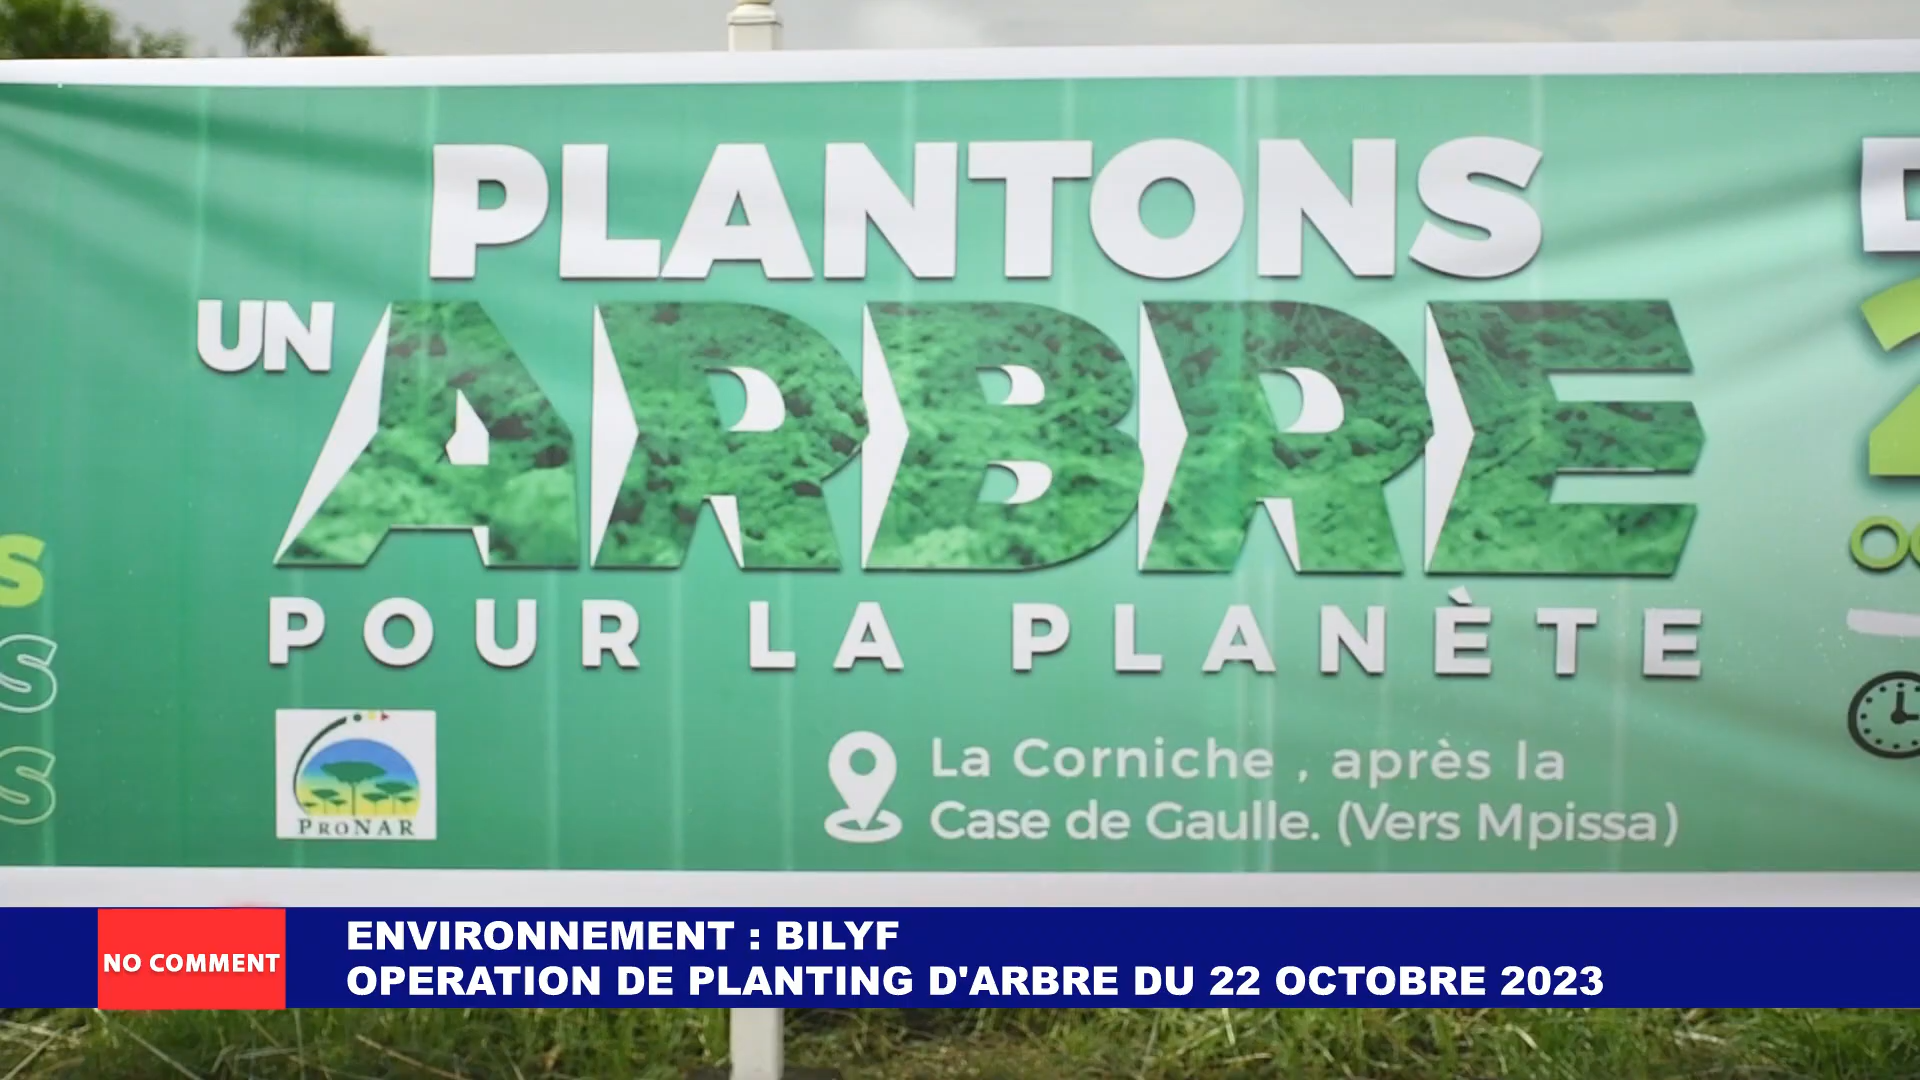 PLANTONS
UN ARBRE
POUR LA PLANÈTE
PRONAR
La Corniche , après la
Case de Gaulle. (Vers Mpissa)
S
S
S
NO COMMENT
ENVIRONNEMENT : BILYF
OPERATION DE PLANTING D'ARBRE DU 22 OCTOBRE 2023